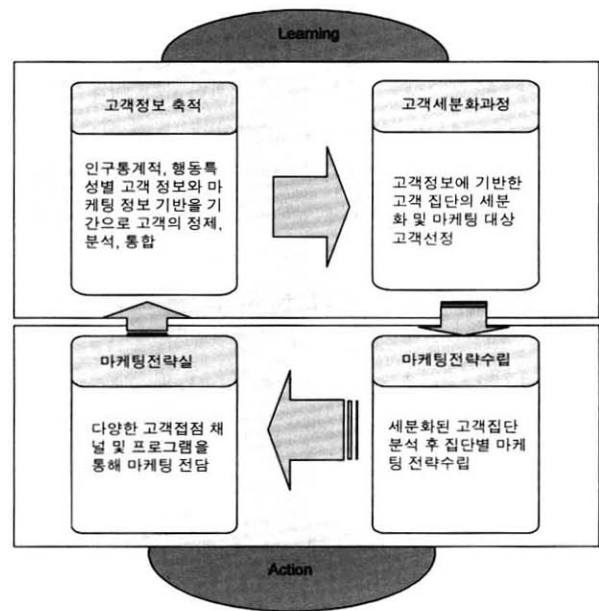 Learning
고객정보 축적
인구통계적, 행동특
성별 고객 정보와 마
케팅 정보 기반을 기
간으로 고객의 정제,
분석, 통합
고객세분화과정
고객정보에 기반한
고객 집단의 세분
화 및 마케팅 대상
고객선정
마케팅전략실
다양한 고객접점 채
널 및 프로그램을
통해 마케팅 전담
마케팅전략수립
세분화된 고객집단
분석 후 집단별 마케
팅 전략수립
Action